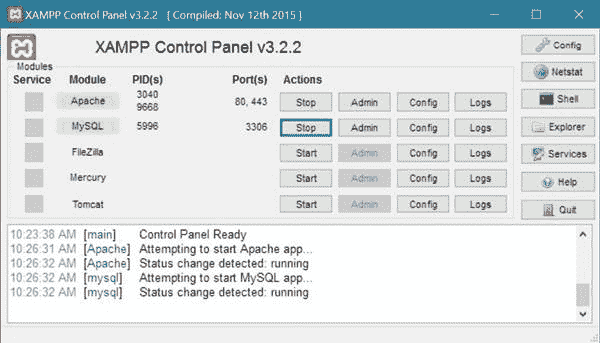 XAMPP Control Panel v3.2.2 [ Compiled: Nov 12th 2015 ]
XAMPP Control Panel v3.2.2
Config
Modules
Service Module PID(s) Port(s) Actions
Netstat
Apache 3040 9668 80, 443 Stop Admin Config Logs
Shell
MySQL 5996 3306 Stop Admin Config Logs
Explorer
FileZilla Start Admin Config Logs
Services
Mercury Start Admin Config Logs
Help
Tomcat Start Admin Config Logs
Quit
10:23:38 AM [main] Control Panel Ready
10:26:31 AM [Apache] Attempting to start Apache app...
10:26:32 AM [Apache] Status change detected: running
10:26:32 AM [mysql] Attempting to start MySQL app...
10:26:32 AM [mysql] Status change detected: running